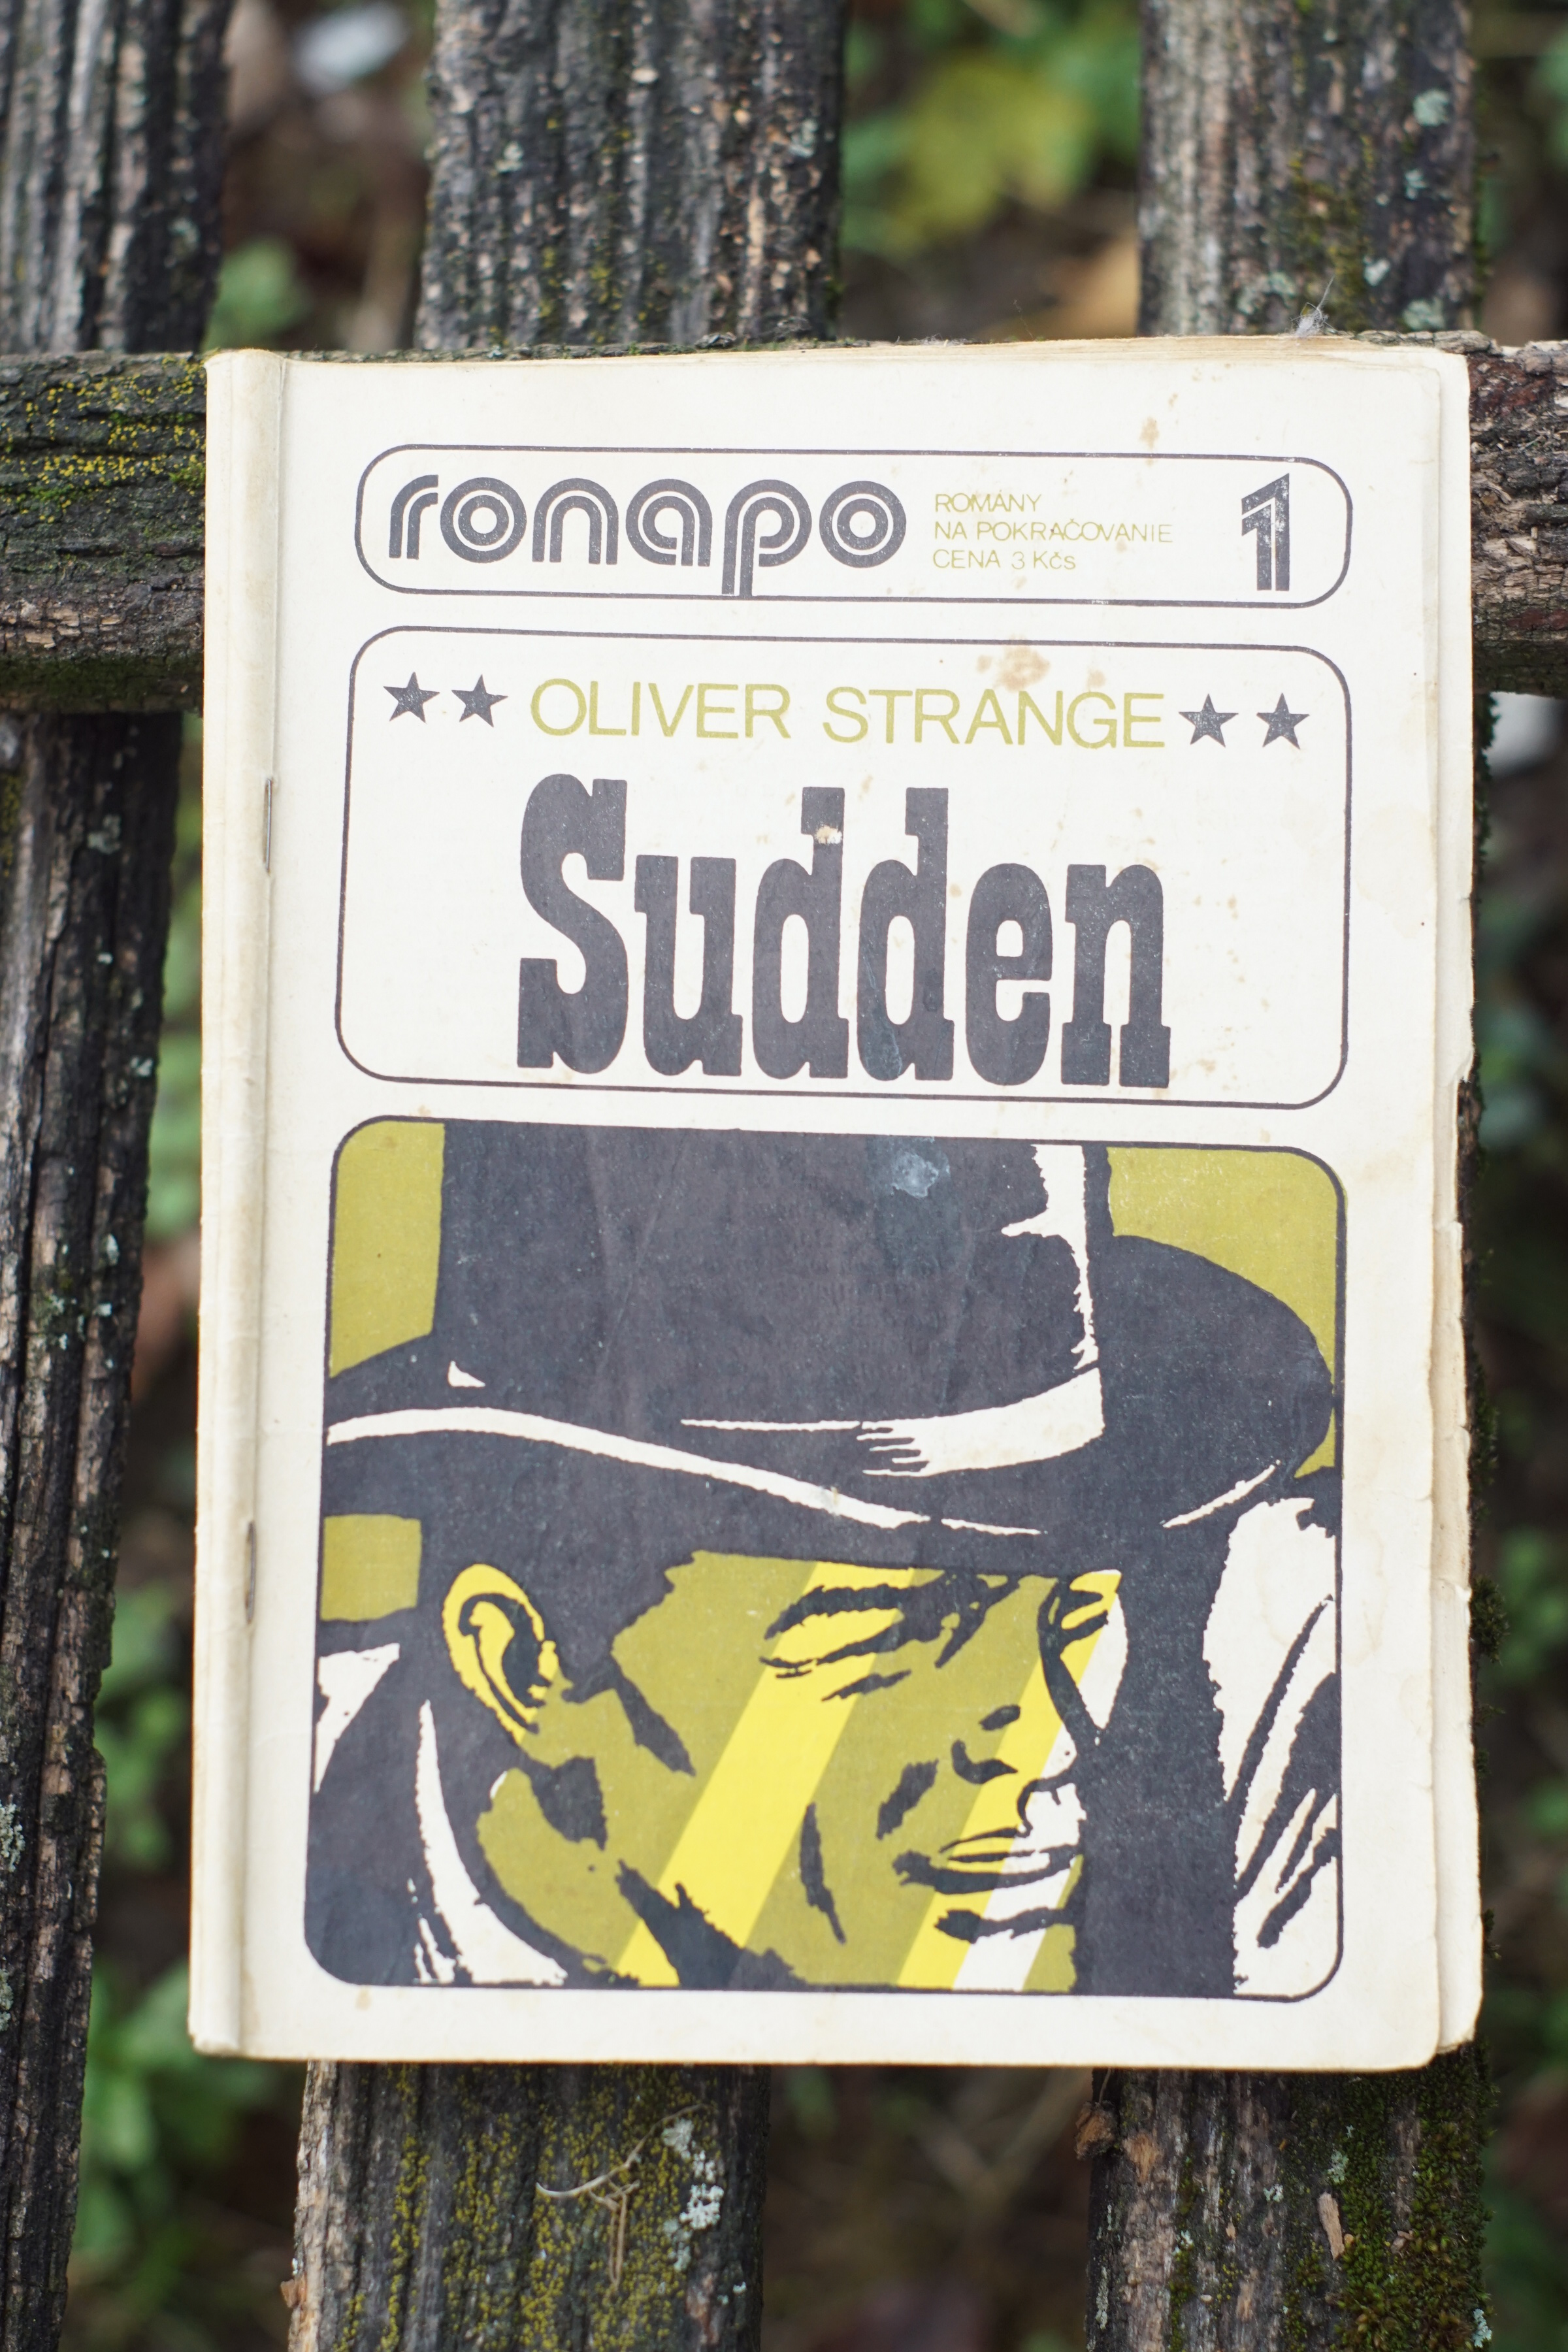 ronapo
ROMÁNY
NA POKRAČOVANIE
CENA 3 Kčs
1
OLIVER STRANGE
Sudden